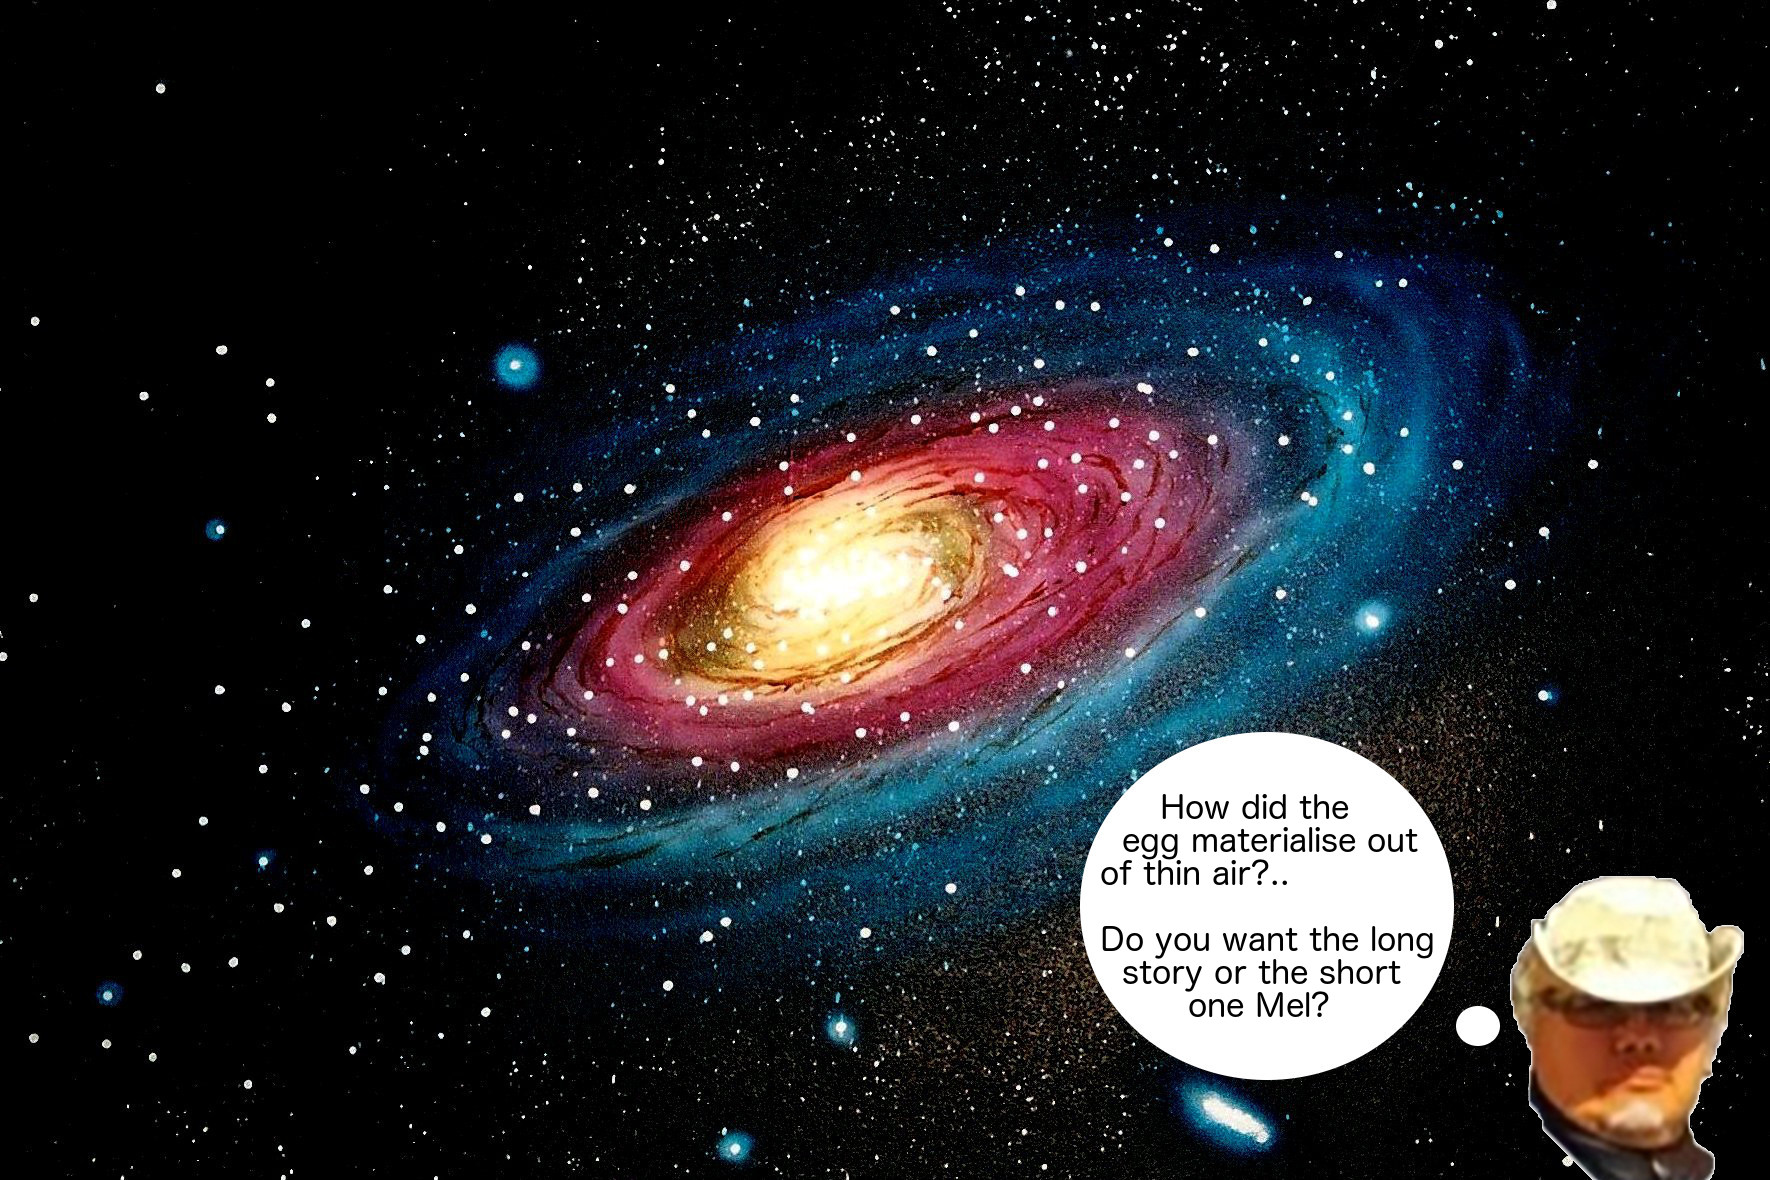 How did the
egg materialise out
of thin air?..
Do you want the long
story or the short
one Mel?